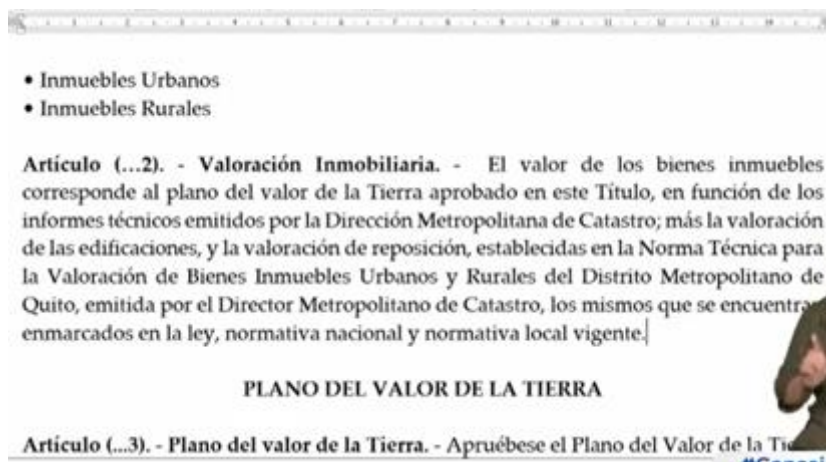 • Inmuebles Urbanos
• Inmuebles Rurales
Artículo (...2). - Valoración Inmobiliaria. - El valor de los bienes inmuebles
corresponde al plano del valor de la Tierra aprobado en este Título, en función de los
informes técnicos emitidos por la Dirección Metropolitana de Catastro; más la valoración
de las edificaciones, y la valoración de reposición, establecidas en la Norma Técnica para
la Valoración de Bienes Inmuebles Urbanos y Rurales del Distrito Metropolitano de
Quito, emitida por el Director Metropolitano de Catastro, los mismos que se
enmarcados en la ley, normativa nacional y normativa local vigente.
PLANO DEL VALOR DE LA TIERRA
Artículo (...3). - Plano del valor de la Tierra. - Apruébese el Plano del Valor de la